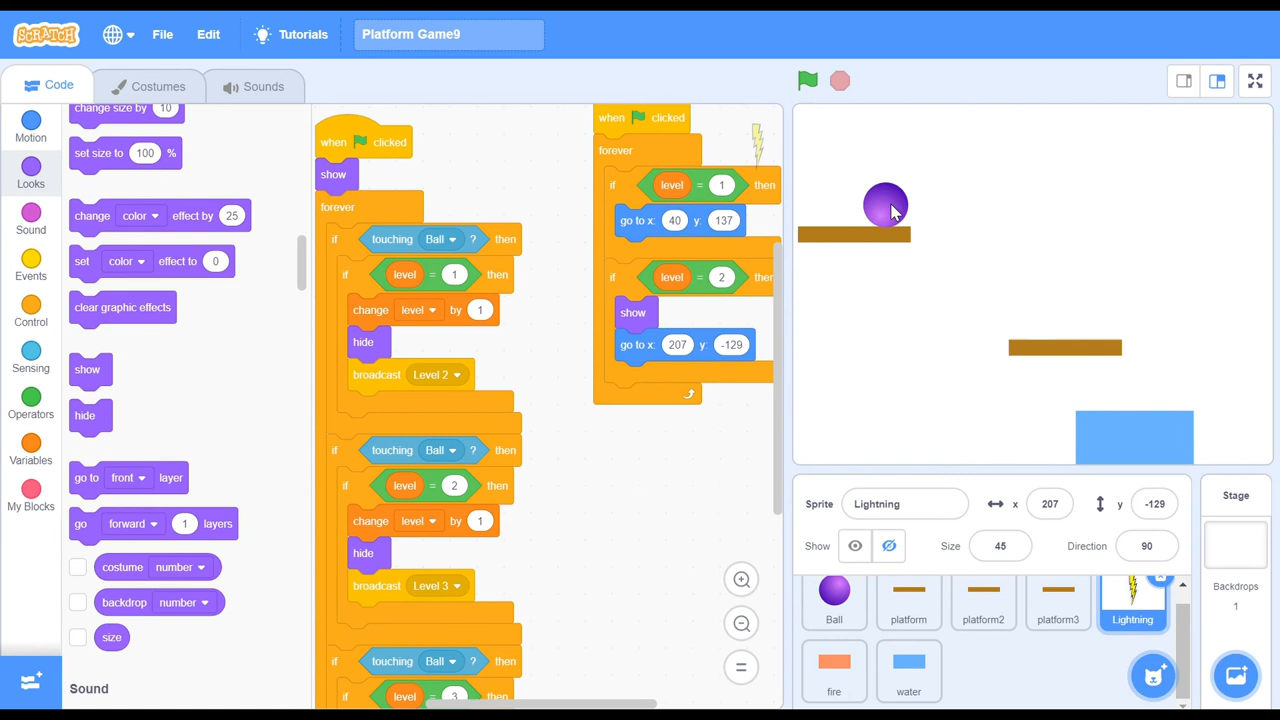 SCRATCH
File
Edit
Tutorials
Platform Game9
Code
Costumes
Sounds
Motion
Looks
Sound
Events
Control
Sensing
Operators
Variables
My Blocks
change size by 10
set size to 100 %
change color effect by 25
set color effect to 0
clear graphic effects
show
hide
go to front layer
go forward 1 layers
costume number
backdrop number
size
Sound
when clicked
show
forever
if touching Ball ? then
if level = 1 then
change level by 1
hide
broadcast Level 2
if touching Ball ? then
if level = 2 then
change level by 1
hide
broadcast Level 3
if touching Ball ? then
if level = 3 then
when clicked
forever
if level = 1 then
go to x: 40 y: 137
if level = 2 then
show
go to x: 207 y: -129
Sprite Lightning x 207 y -129
Show Size 45 Direction 90
Ball
platform
platform2
platform3
Lightning
fire
water
Stage
Backdrops
1